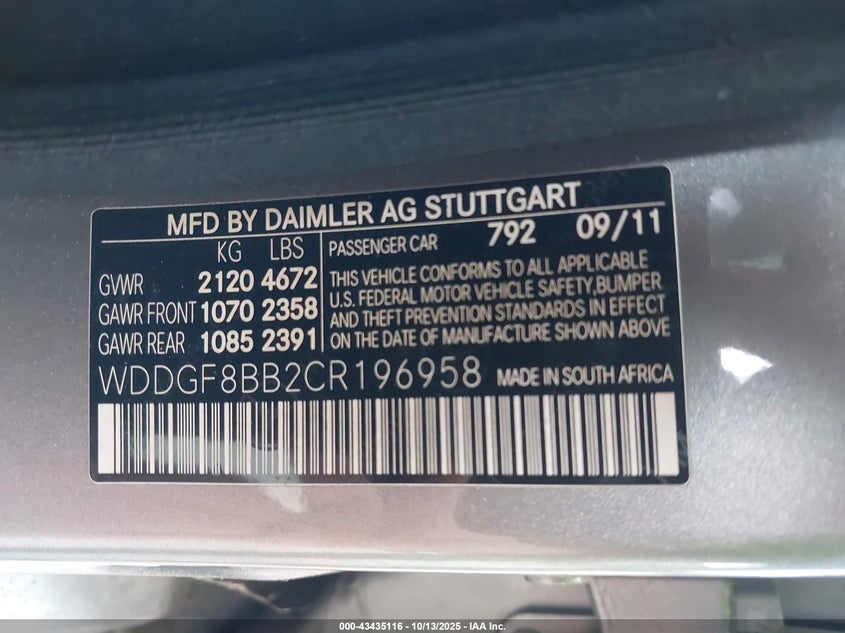 MFD BY DAIMLER AG STUTTGART
KG LBS
GVWR 2120 4672
GAWR FRONT 1070 2358
GAWR REAR 1085 2391
PASSENGER CAR 792 09/11
THIS VEHICLE CONFORMS TO ALL APPLICABLE
U.S. FEDERAL MOTOR VEHICLE SAFETY,BUMPER
AND THEFT PREVENTION STANDARDS IN EFFECT
ON THE DATE OF MANUFACTURE SHOWN ABOVE
WDDGF8BB2CR196958 MADE IN SOUTH AFRICA
000-43435116 - 10/13/2025 - IAA Inc.